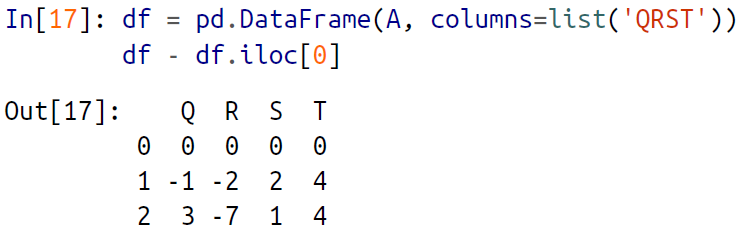 In[17]: df = pd.DataFrame(A, columns=list('QRST'))
        df - df.iloc[0]
Out[17]:    Q  R  S  T
         0  0  0  0  0
         1 -1 -2  2  4
         2  3 -7  1  4